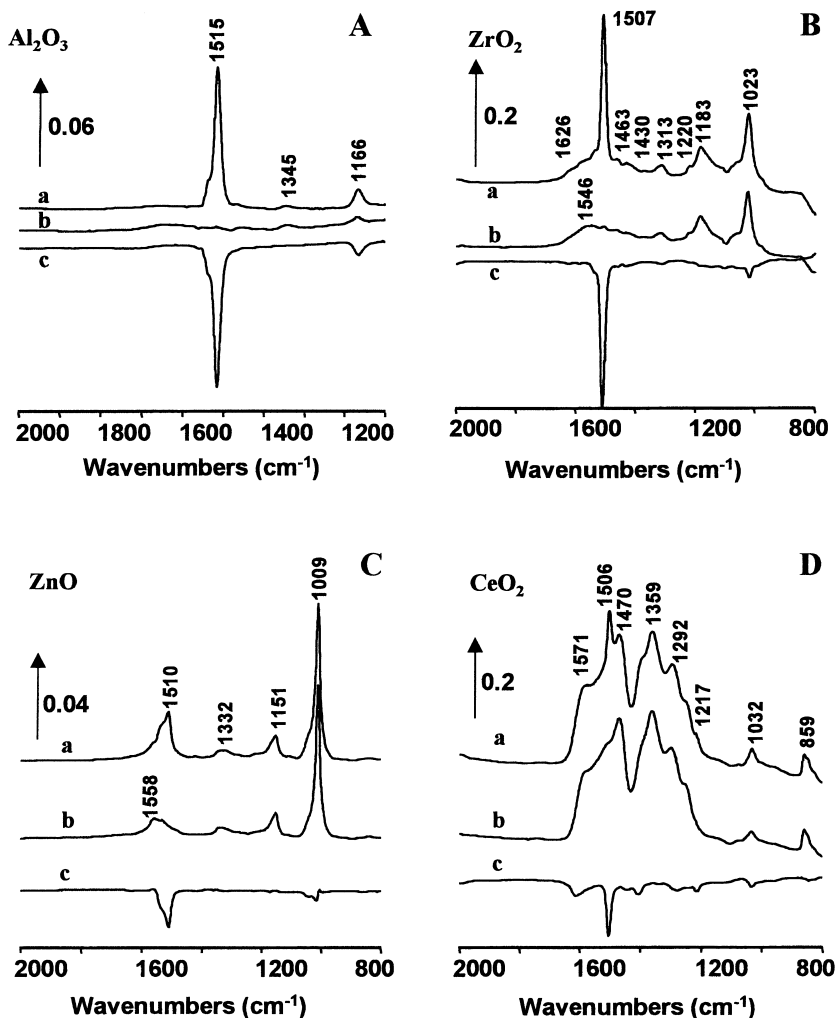 A
Al₂O₃
0.06
1515
1345
1166
a
b
c
2000 1800 1600 1400 1200
Wavenumbers (cm⁻¹)
B
ZrO₂
0.2
1507
1626
1463
1430
1313
1220
1183
1023
a
1546
b
c
2000 1600 1200 800
Wavenumbers (cm⁻¹)
C
ZnO
0.04
1510
1332
1151
1009
a
1558
b
c
2000 1600 1200 800
Wavenumbers (cm⁻¹)
D
CeO₂
0.2
1571
1506
1470
1359
1292
1217
1032
859
a
b
c
2000 1600 1200 800
Wavenumbers (cm⁻¹)